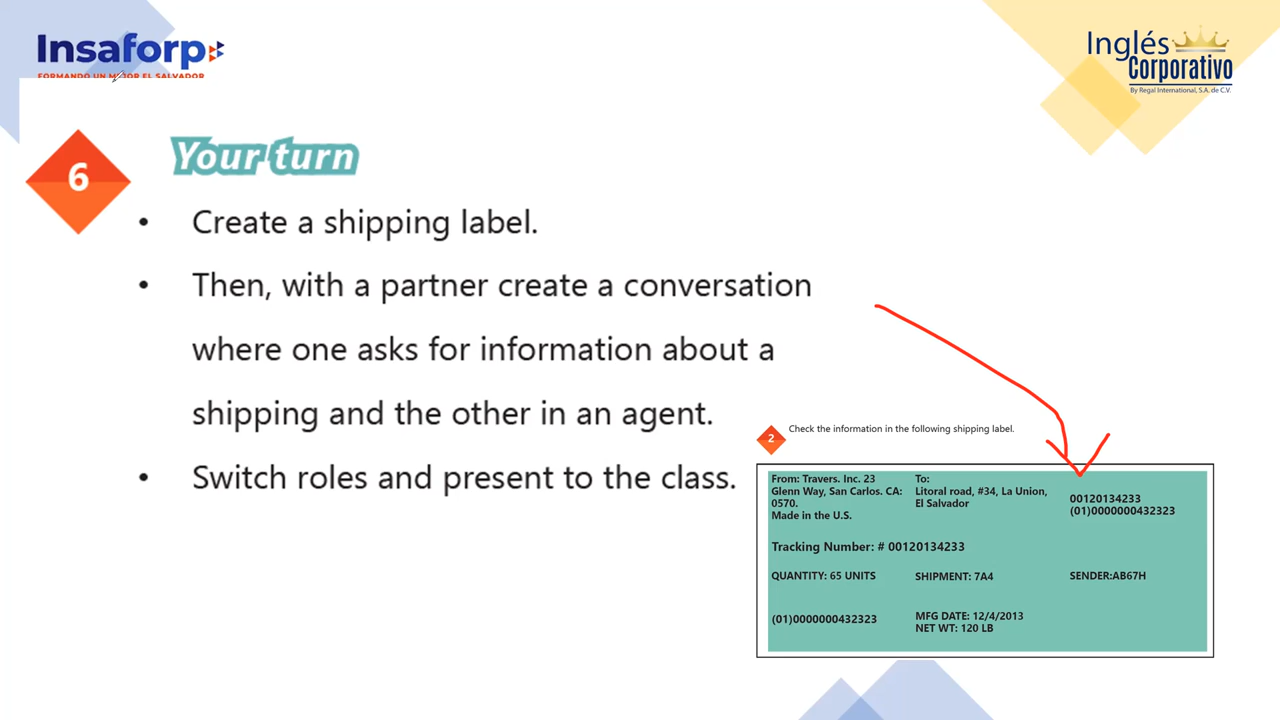 Insaforp
FORMANDO UN MEJOR EL SALVADOR
Inglés
Corporativo
By Regal International, S.A. de C.V.
6
Your turn
• Create a shipping label.
• Then, with a partner create a conversation
where one asks for information about a
shipping and the other in an agent.
• Switch roles and present to the class.
2
Check the information in the following shipping label.
From: Travers. Inc. 23
Glenn Way, San Carlos. CA:
0570.
Made in the U.S.
To:
Litoral road, #34, La Union,
El Salvador
00120134233
(01)0000000432323
Tracking Number: # 00120134233
QUANTITY: 65 UNITS
SHIPMENT: 7A4
SENDER:AB67H
(01)0000000432323
MFG DATE: 12/4/2013
NET WT: 120 LB